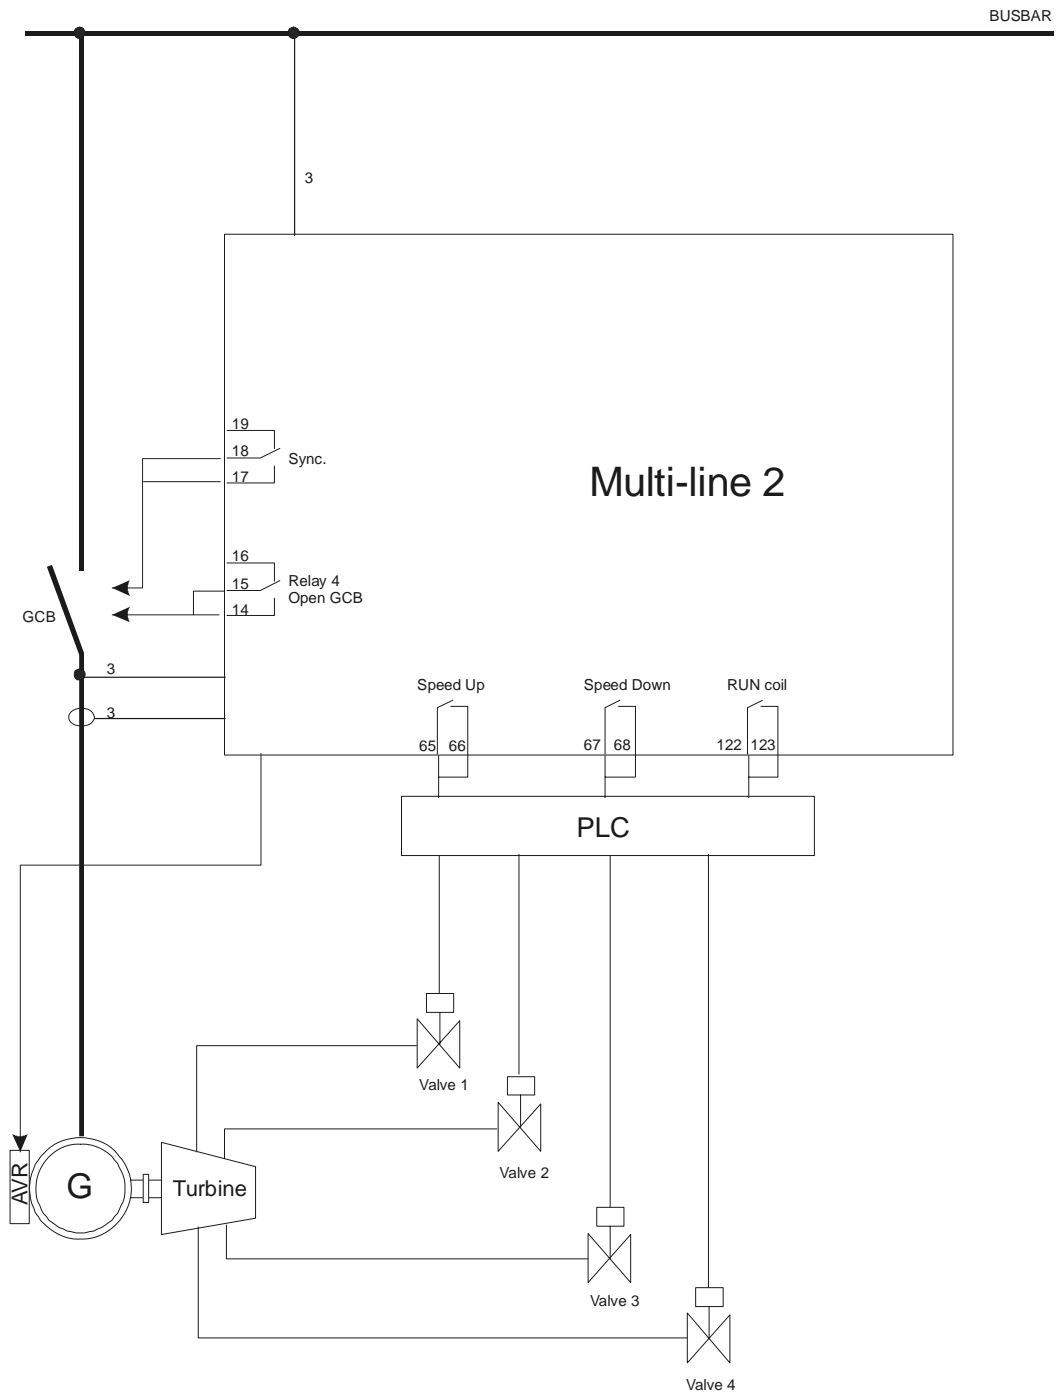 BUSBAR
3
19
18
Sync.
17
Multi-line 2
16
15
Relay 4
Open GCB
14
GCB
3
3
Speed Up
Speed Down
RUN coil
65 66
67 68
122 123
PLC
Valve 1
Valve 2
AVR
G
Turbine
Valve 3
Valve 4